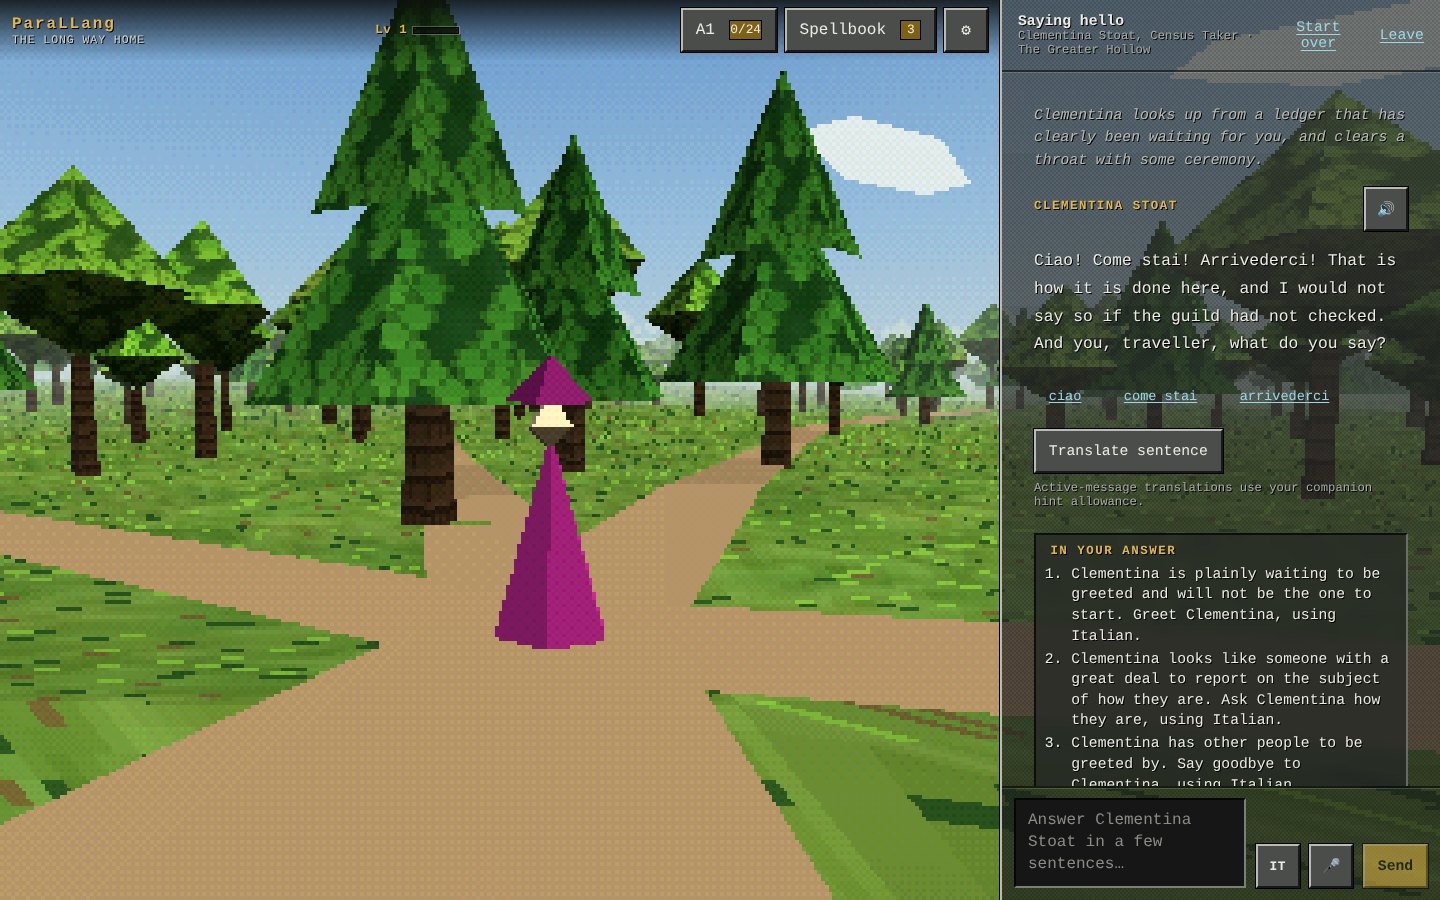 ParaLLang
THE LONG WAY HOME
Lv 1
A1 0/24
Spellbook 3
Saying hello
Clementina Stoat, Census Taker ·
The Greater Hollow
Start
over
Leave
Clementina looks up from a ledger that has
clearly been waiting for you, and clears a
throat with some ceremony.
CLEMENTINA STOAT
Ciao! Come stai! Arrivederci! That is
how it is done here, and I would not
say so if the guild had not checked.
And you, traveller, what do you say?
ciao come stai arrivederci
Translate sentence
Active-message translations use your companion
hint allowance.
IN YOUR ANSWER
1. Clementina is plainly waiting to be
greeted and will not be the one to
start. Greet Clementina, using
Italian.
2. Clementina looks like someone with a
great deal to report on the subject
of how they are. Ask Clementina how
they are, using Italian.
3. Clementina has other people to be
greeted by. Say goodbye to
Clementina, using Italian.
Answer Clementina
Stoat in a few
sentences…
IT
Send